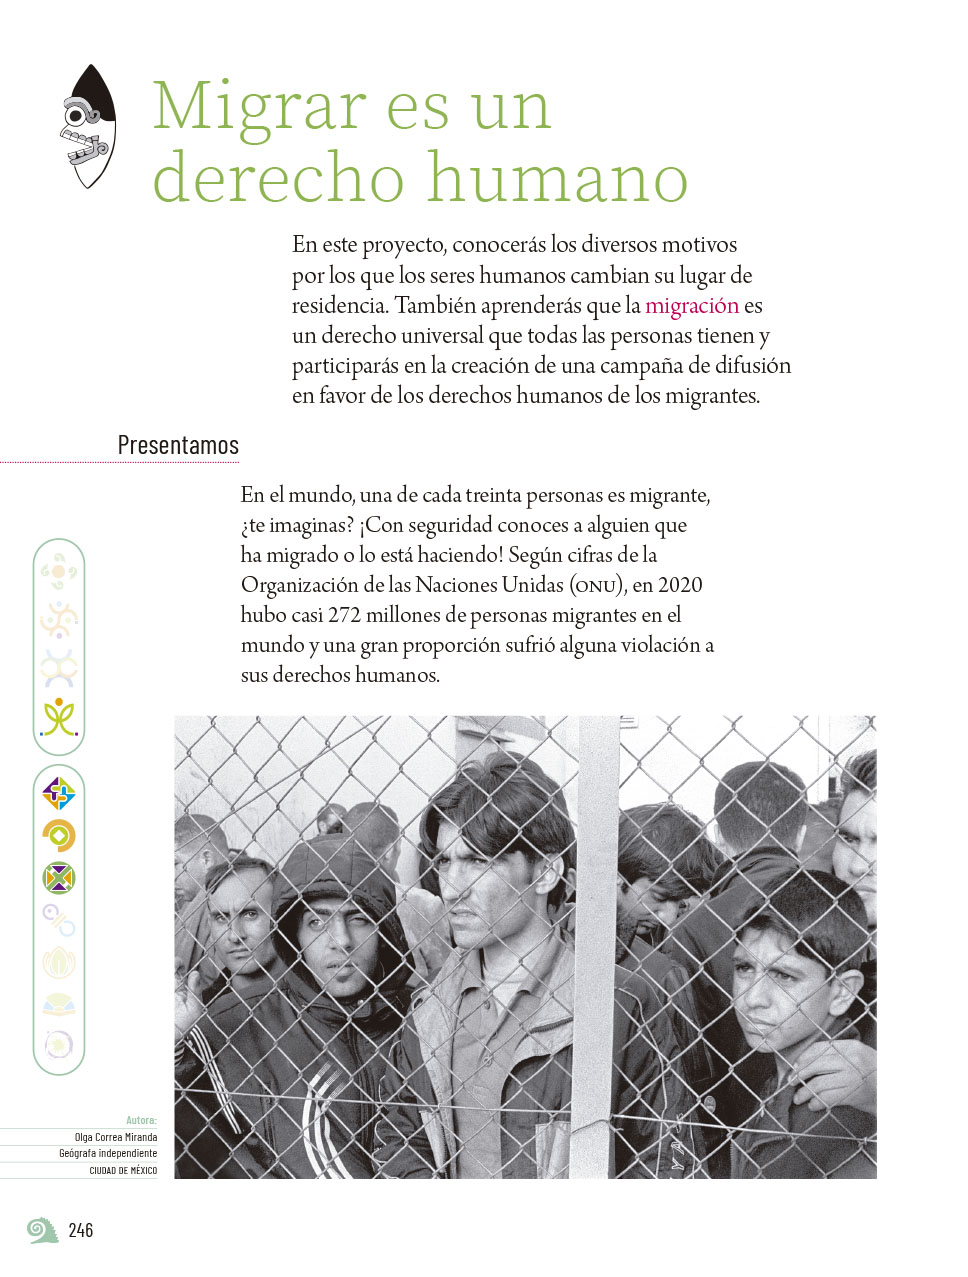 Migrar es un
derecho humano
En este proyecto, conocerás los diversos motivos
por los que los seres humanos cambian su lugar de
residencia. También aprenderás que la migración es
un derecho universal que todas las personas tienen y
participarás en la creación de una campaña de difusión
en favor de los derechos humanos de los migrantes.
Presentamos
En el mundo, una de cada treinta personas es migrante,
¿te imaginas? ¡Con seguridad conoces a alguien que
ha migrado o lo está haciendo! Según cifras de la
Organización de las Naciones Unidas (ONU), en 2020
hubo casi 272 millones de personas migrantes en el
mundo y una gran proporción sufrió alguna violación a
sus derechos humanos.
Autora:
Olga Correa Miranda
Geógrafa independiente
CIUDAD DE MÉXICO
246